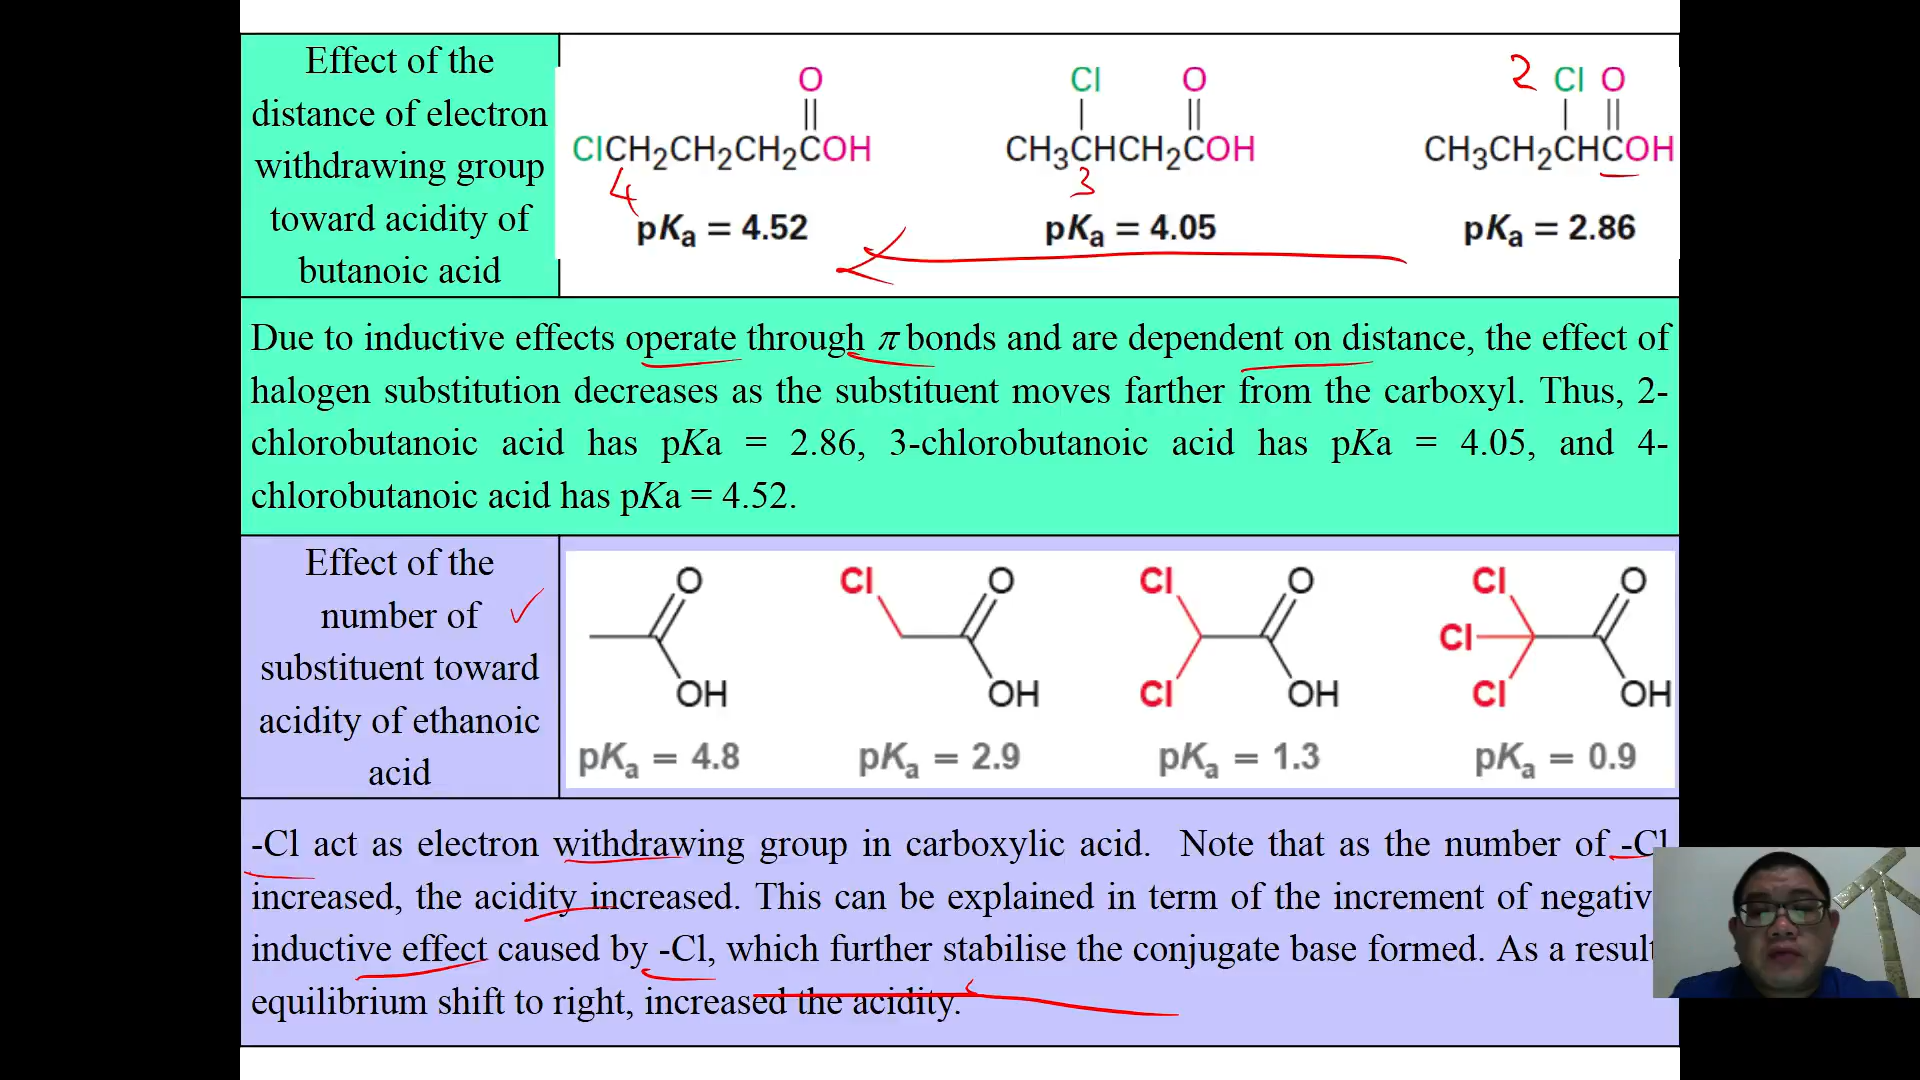 Effect of the
distance of electron
withdrawing group
toward acidity of
butanoic acid
O
ClCH₂CH₂CH₂COH
4
pKa = 4.52
Cl O
CH₃CHCH₂COH
3
pKa = 4.05
2 Cl O
CH₃CH₂CHCOH
pKa = 2.86
Due to inductive effects operate through π bonds and are dependent on distance, the effect of
halogen substitution decreases as the substituent moves farther from the carboxyl. Thus, 2-
chlorobutanoic acid has pKa = 2.86, 3-chlorobutanoic acid has pKa = 4.05, and 4-
chlorobutanoic acid has pKa = 4.52.
Effect of the
number of
substituent toward
acidity of ethanoic
acid
O
OH
pKa = 4.8
Cl O
OH
pKa = 2.9
Cl O
Cl OH
pKa = 1.3
Cl O
Cl
Cl OH
pKa = 0.9
-Cl act as electron withdrawing group in carboxylic acid. Note that as the number of -Cl
increased, the acidity increased. This can be explained in term of the increment of negativ
inductive effect caused by -Cl, which further stabilise the conjugate base formed. As a result
equilibrium shift to right, increased the acidity.